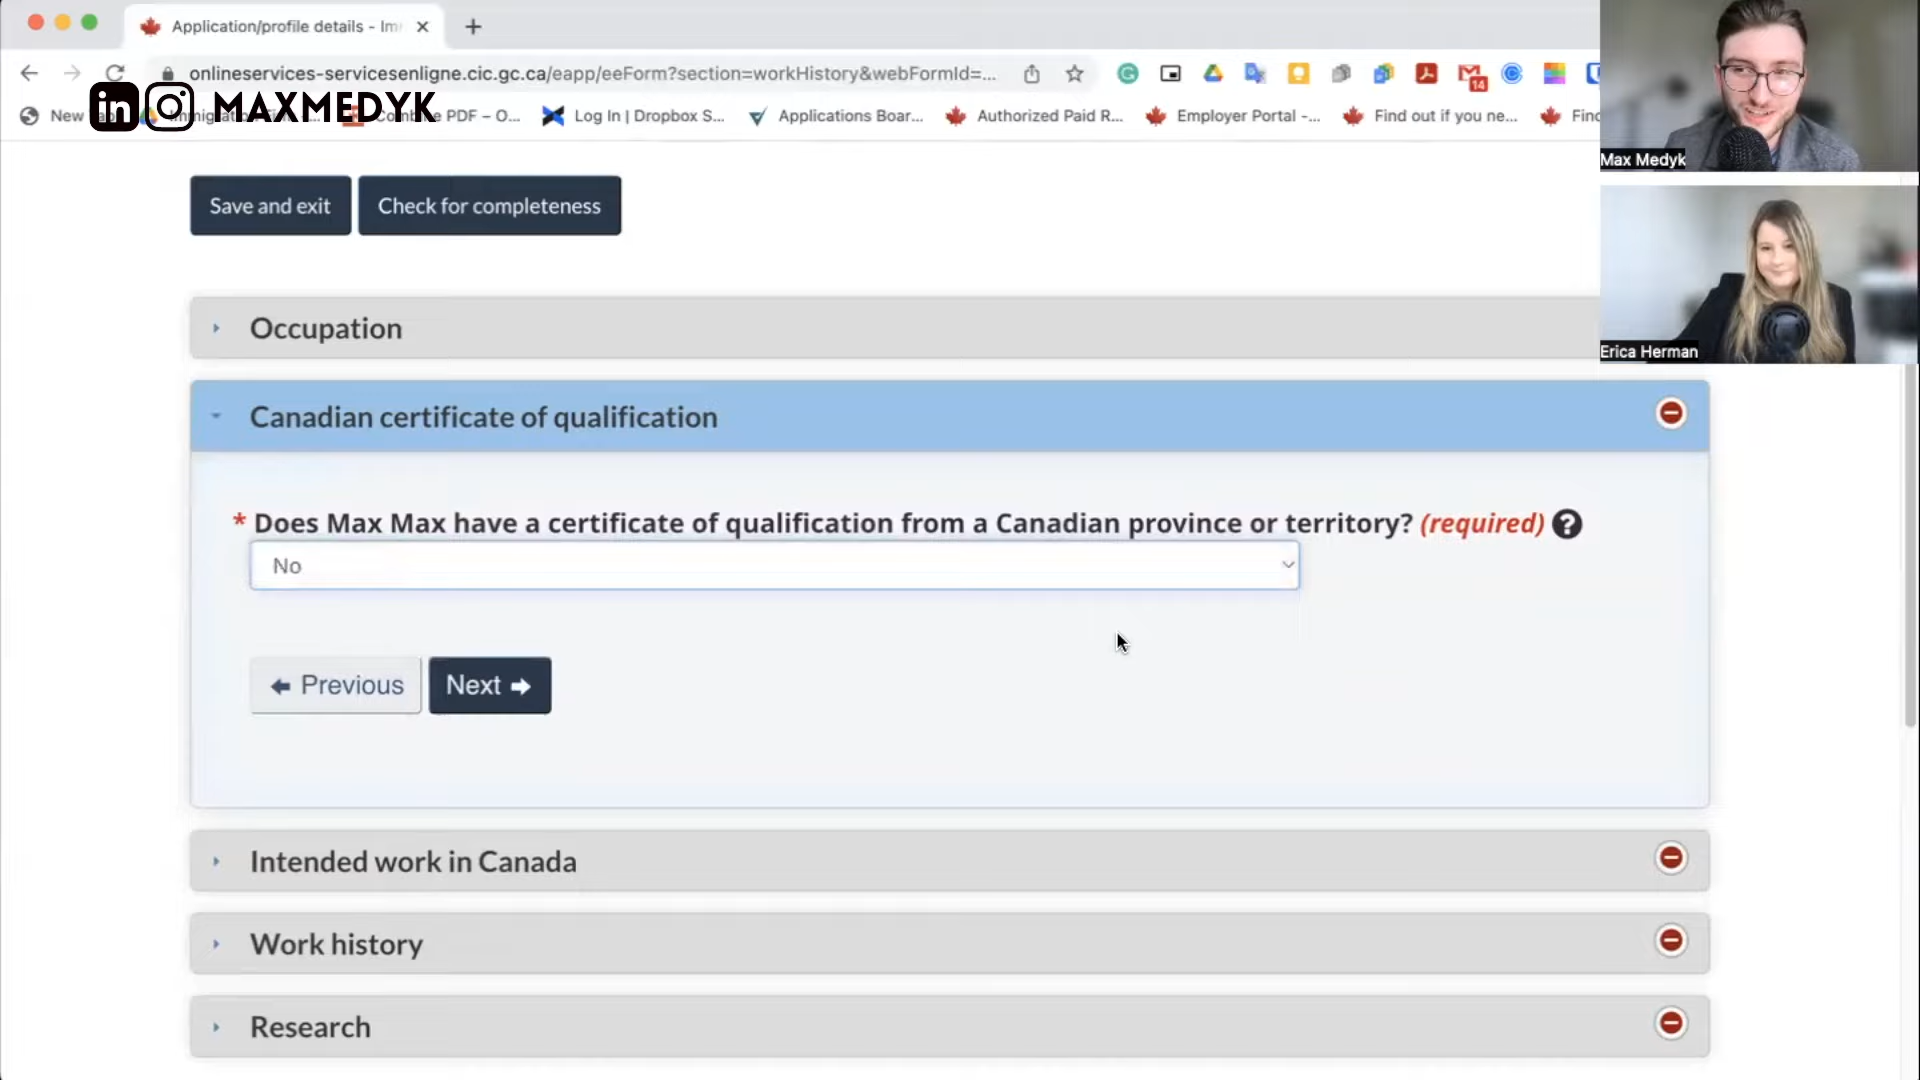 Application/profile details - Im
onlineservices-servicesenligne.cic.gc.ca/eapp/eeForm?section=workHistory&webFormId=...
14
New
in MAXMEDYK
PDF – O...
Log In | Dropbox S...
Applications Boar...
Authorized Paid R...
Employer Portal -...
Find out if you ne...
Max Medyk
Save and exit
Check for completeness
Occupation
Erica Herman
Canadian certificate of qualification
* Does Max Max have a certificate of qualification from a Canadian province or territory? (required) ?
No
Previous
Next
Intended work in Canada
Work history
Research